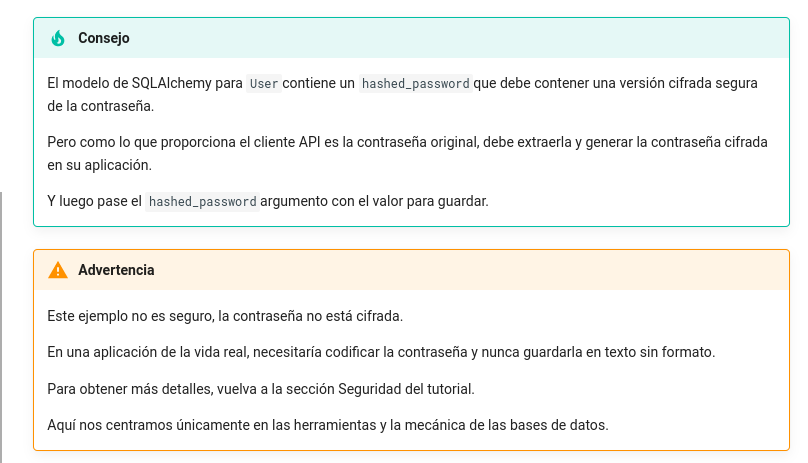 Consejo
El modelo de SQLAlchemy para User contiene un hashed_password que debe contener una versión cifrada segura
de la contraseña.
Pero como lo que proporciona el cliente API es la contraseña original, debe extraerla y generar la contraseña cifrada
en su aplicación.
Y luego pase el hashed_password argumento con el valor para guardar.
Advertencia
Este ejemplo no es seguro, la contraseña no está cifrada.
En una aplicación de la vida real, necesitaría codificar la contraseña y nunca guardarla en texto sin formato.
Para obtener más detalles, vuelva a la sección Seguridad del tutorial.
Aquí nos centramos únicamente en las herramientas y la mecánica de las bases de datos.